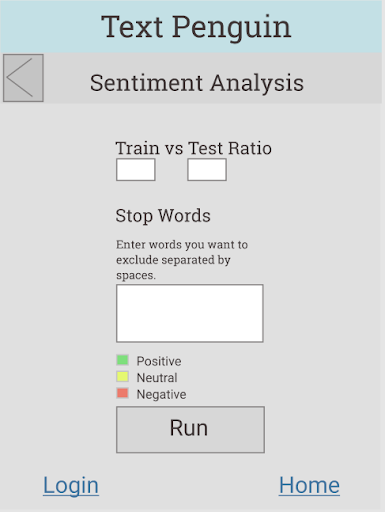 Text Penguin
Sentiment Analysis
Train vs Test Ratio
Stop Words
Enter words you want to
exclude separated by
spaces.
Positive
Neutral
Negative
Run
Login Home